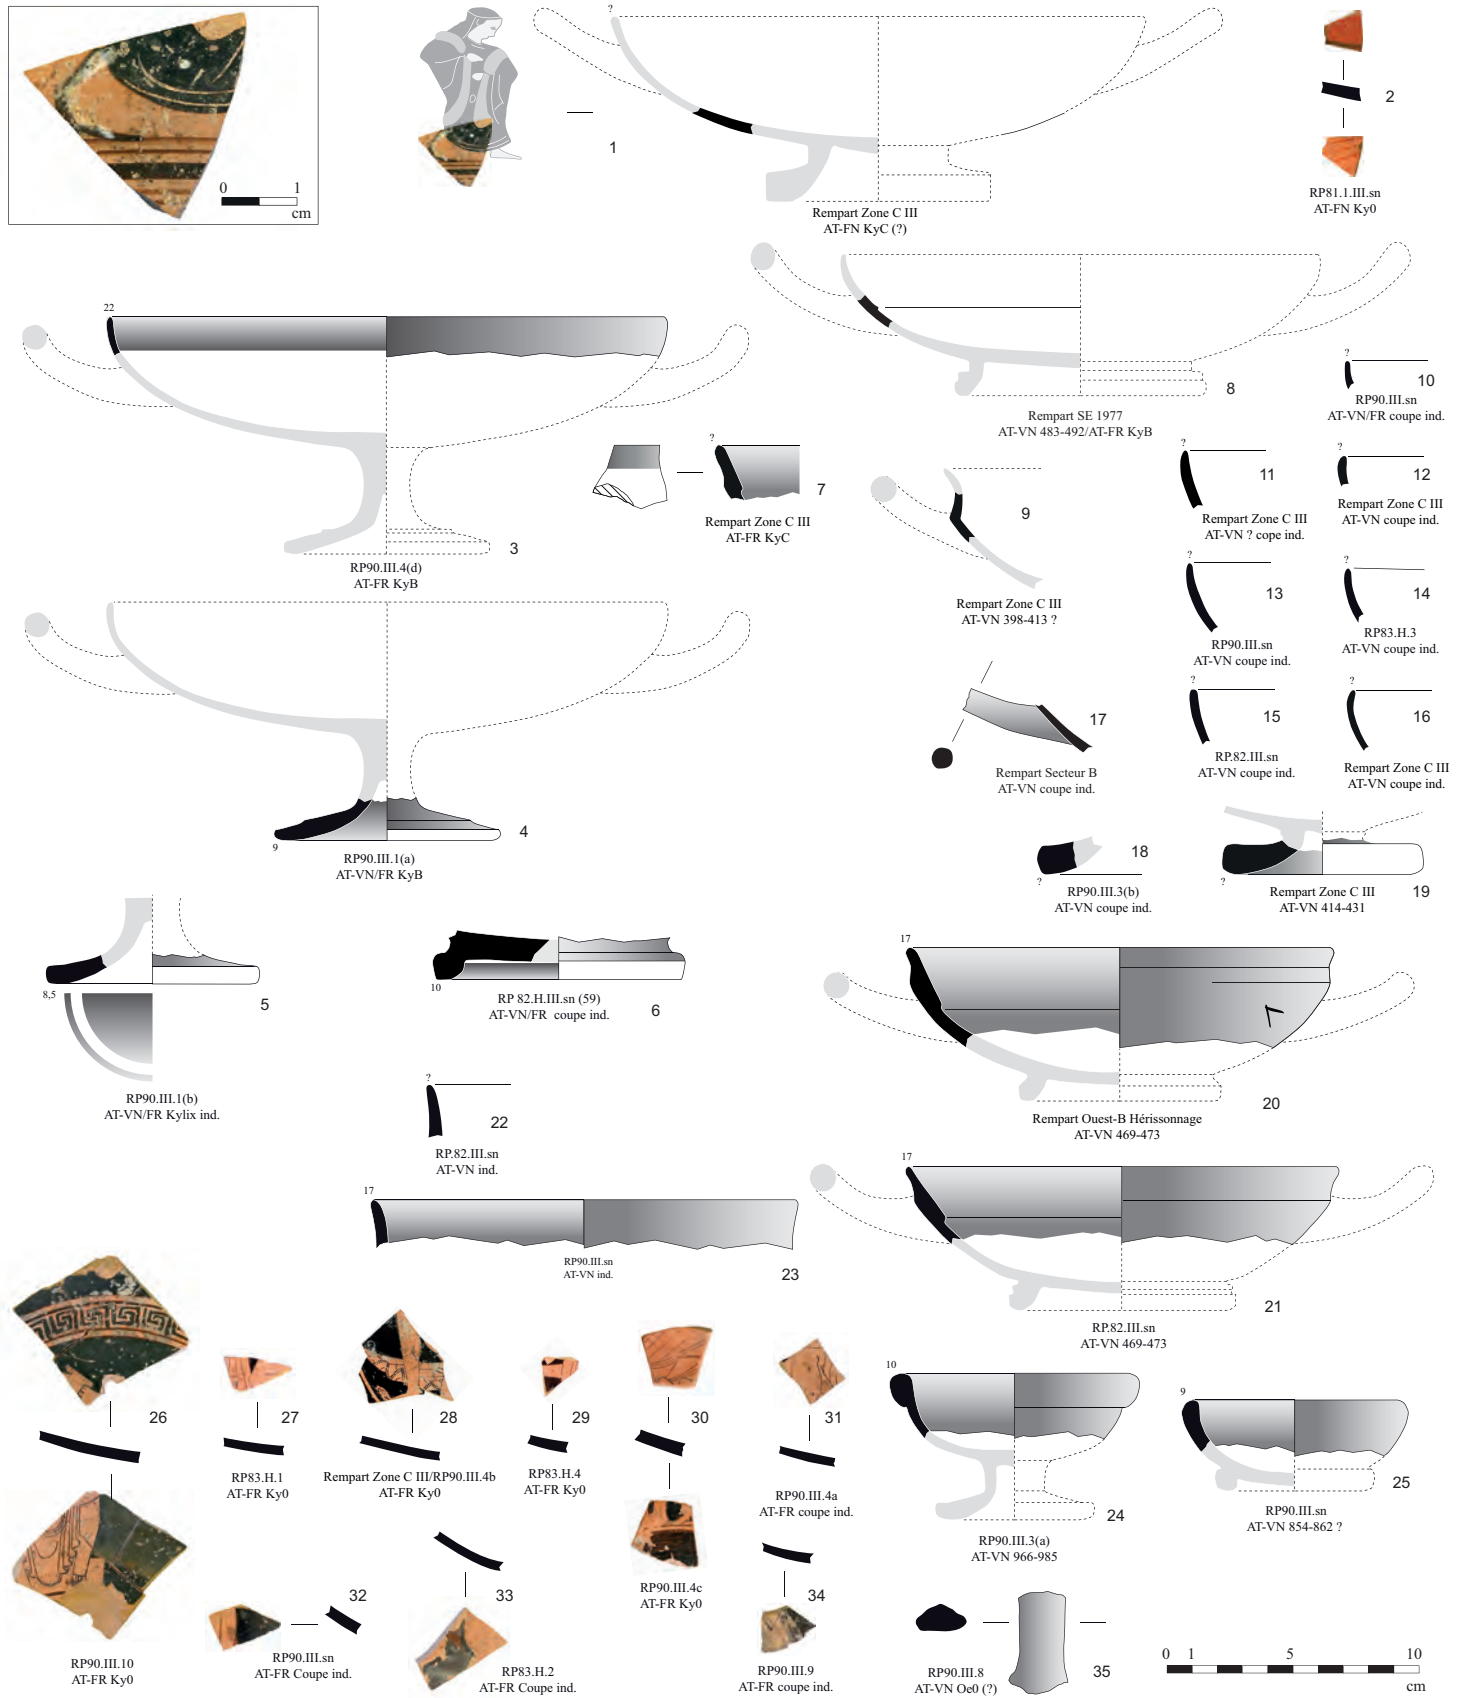 0 1
cm
?
1
Rempart Zone C III
AT-FN KyC (?)
2
RP81.1.III.sn
AT-FN Ky0
22
3
RP90.III.4(d)
AT-FR KyB
?
7
Rempart Zone C III
AT-FR KyC
8
Rempart SE 1977
AT-VN 483-492/AT-FR KyB
?
10
RP90.III.sn
AT-VN/FR coupe ind.
9
Rempart Zone C III
AT-VN 398-413 ?
?
11
Rempart Zone C III
AT-VN ? cope ind.
?
12
Rempart Zone C III
AT-VN coupe ind.
?
13
RP90.III.sn
AT-VN coupe ind.
?
14
RP83.H.3
AT-VN coupe ind.
4
9
RP90.III.1(a)
AT-VN/FR KyB
17
Rempart Secteur B
AT-VN coupe ind.
?
15
RP.82.III.sn
AT-VN coupe ind.
?
16
Rempart Zone C III
AT-VN coupe ind.
18
?
RP90.III.3(b)
AT-VN coupe ind.
?
19
Rempart Zone C III
AT-VN 414-431
8,5
5
RP90.III.1(b)
AT-VN/FR Kylix ind.
10
6
RP 82.H.III.sn (59)
AT-VN/FR coupe ind.
17
20
Rempart Ouest-B Hérissonnage
AT-VN 469-473
?
22
RP.82.III.sn
AT-VN ind.
17
23
RP90.III.sn
AT-VN ind.
17
21
RP.82.III.sn
AT-VN 469-473
26
RP90.III.10
AT-FR Ky0
27
RP83.H.1
AT-FR Ky0
28
Rempart Zone C III/RP90.III.4b
AT-FR Ky0
29
RP83.H.4
AT-FR Ky0
30
RP90.III.4c
AT-FR Ky0
31
RP90.III.4a
AT-FR coupe ind.
10
24
RP90.III.3(a)
AT-VN 966-985
9
25
RP90.III.sn
AT-VN 854-862 ?
32
RP90.III.sn
AT-FR Coupe ind.
33
RP83.H.2
AT-FR Coupe ind.
34
RP90.III.9
AT-FR coupe ind.
35
RP90.III.8
AT-VN Oe0 (?)
0 1 5 10
cm